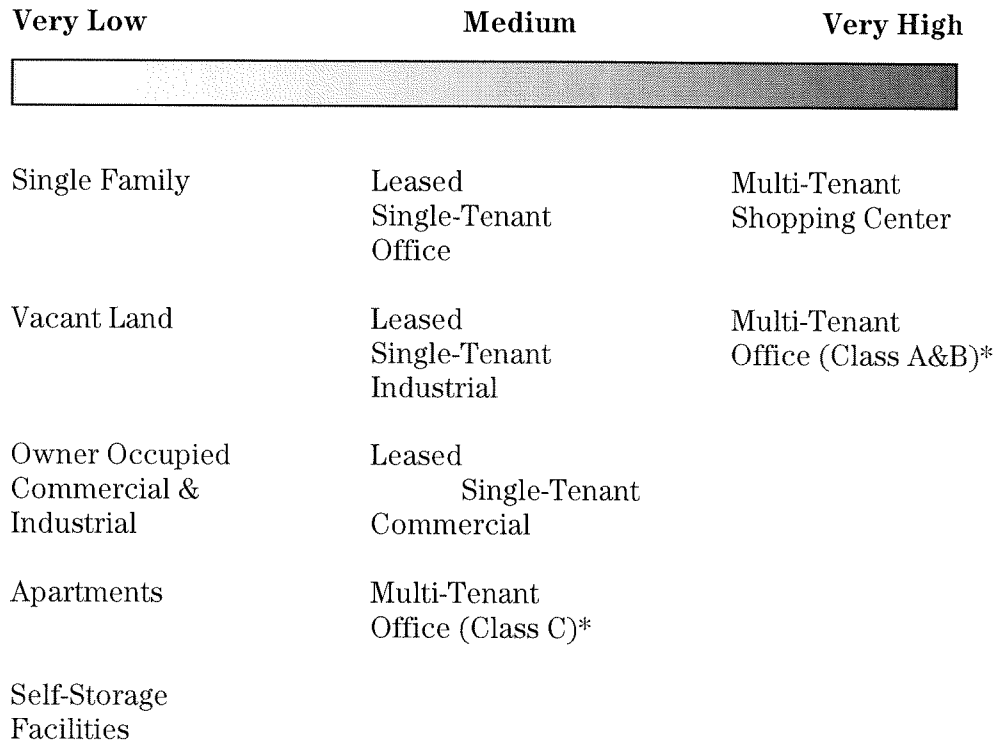 Very Low Medium Very High
Single Family
Vacant Land
Owner Occupied
Commercial &
Industrial
Apartments
Self-Storage
Facilities
Leased
Single-Tenant
Office
Leased
Single-Tenant
Industrial
Leased
Single-Tenant
Commercial
Multi-Tenant
Office (Class C)*
Multi-Tenant
Shopping Center
Multi-Tenant
Office (Class A&B)*